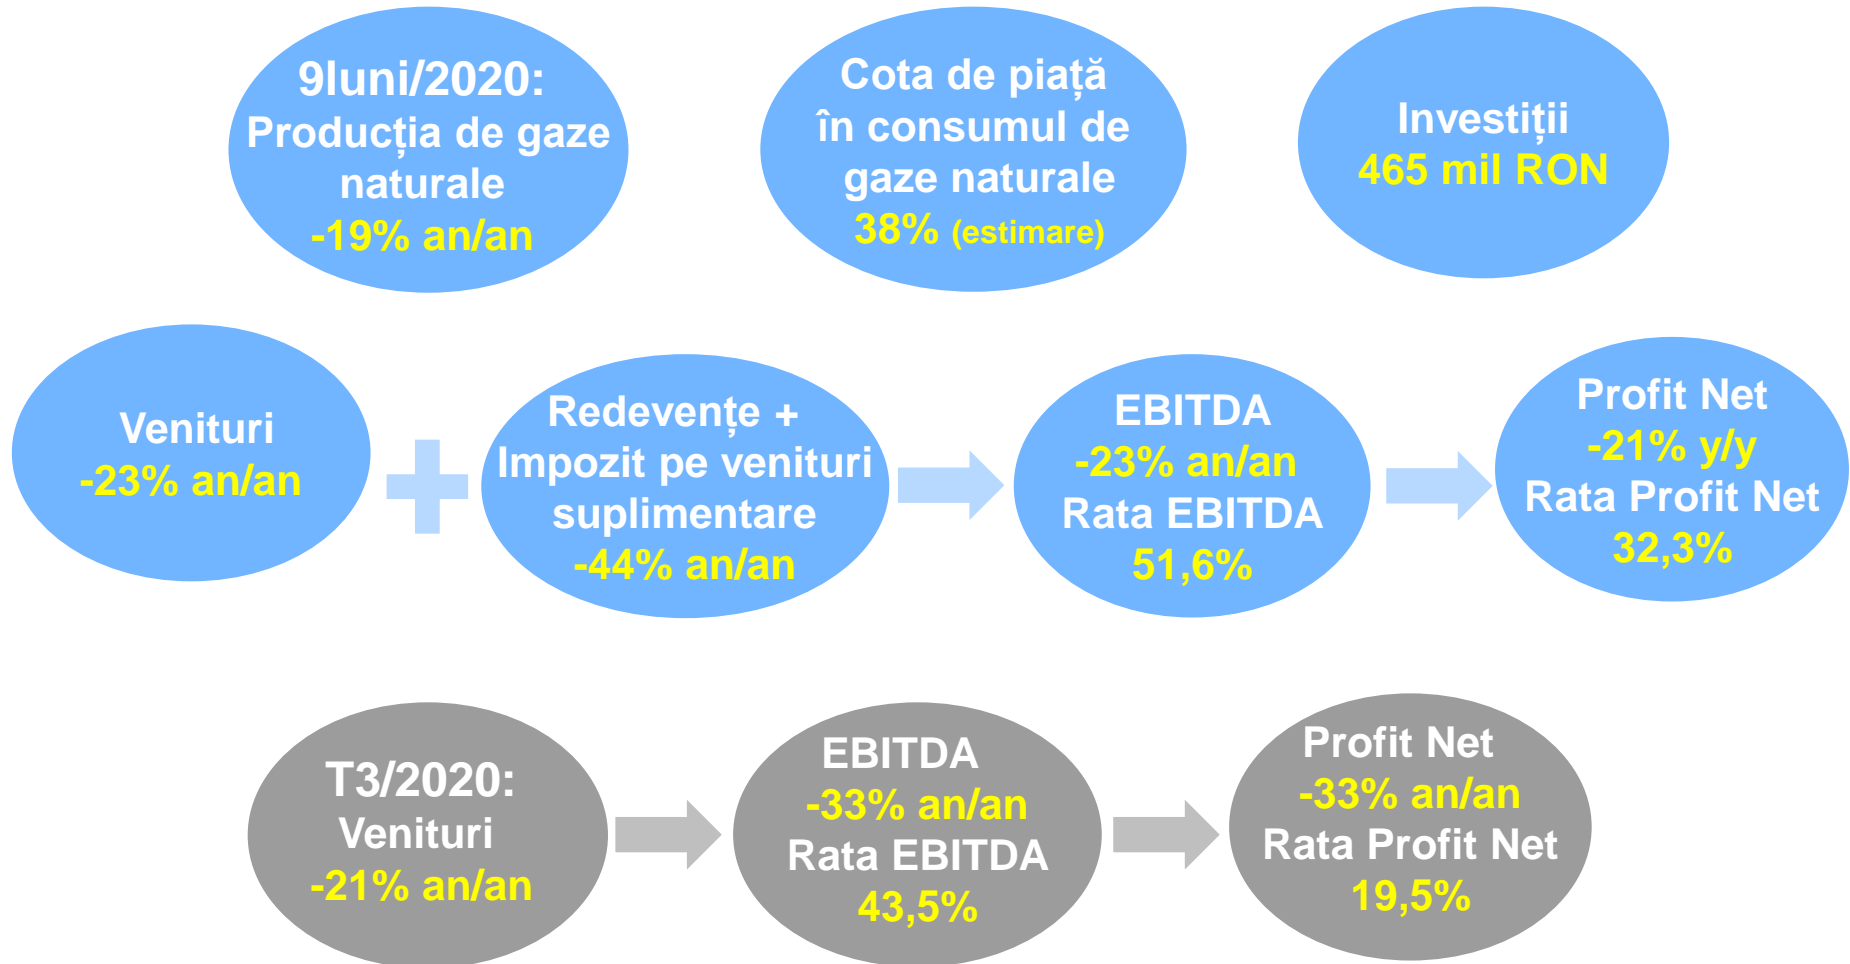 9luni/2020:
Producția de gaze
naturale
-19% an/an
Cota de piață
în consumul de
gaze naturale
38% (estimare)
Investiții
465 mil RON
Venituri
-23% an/an
Redevențe +
Impozit pe venituri
suplimentare
-44% an/an
EBITDA
-23% an/an
Rata EBITDA
51,6%
Profit Net
-21% y/y
Rata Profit Net
32,3%
T3/2020:
Venituri
-21% an/an
EBITDA
-33% an/an
Rata EBITDA
43,5%
Profit Net
-33% an/an
Rata Profit Net
19,5%